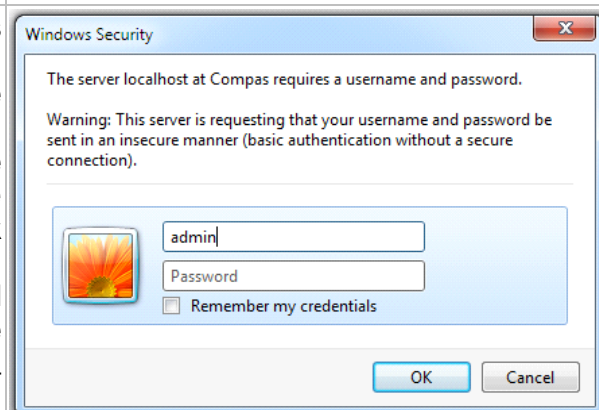 Windows Security
The server localhost at Compas requires a username and password.
Warning: This server is requesting that your username and password be
sent in an insecure manner (basic authentication without a secure
connection).
admin
Password
Remember my credentials
OK
Cancel